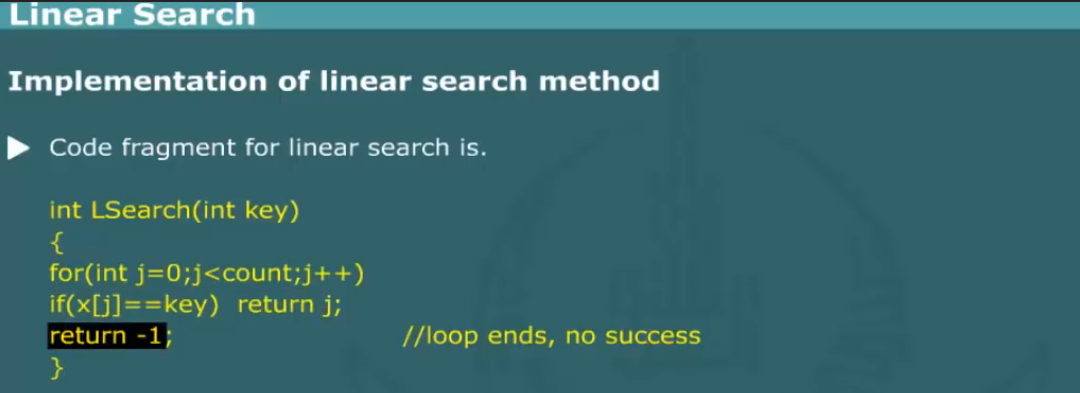 Linear Search
Implementation of linear search method
Code fragment for linear search is.
int LSearch(int key)
{
for(int j=0;j<count;j++)
if(x[j]==key) return j;
return -1; //loop ends, no success
}